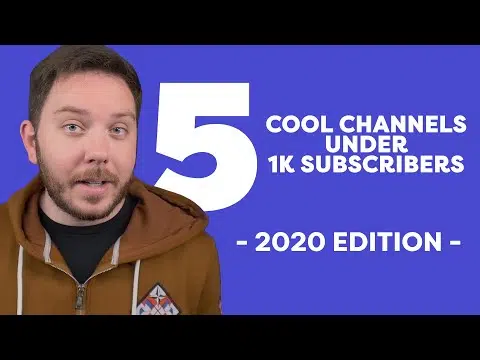 5
COOL CHANNELS
UNDER
1K SUBSCRIBERS
- 2020 EDITION -